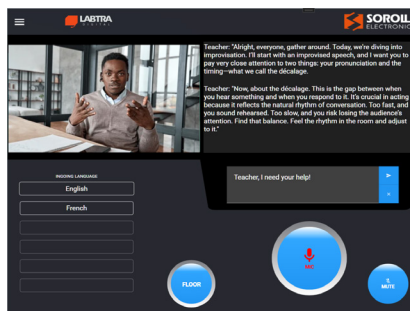 LABTRA
DIGITAL
SOROLL
ELECTRONIC
Teacher: "Alright, everyone, gather around. Today, we're diving into
improvisation. I'll start with an improvised speech, and I want you to
pay very close attention to two things: your pronunciation and the
timing—what we call the décalage.
Teacher: "Now, about the décalage. This is the gap between when
you hear something and when you respond to it. It's crucial in acting
because it reflects the natural rhythm of conversation. Too fast, and
you sound rehearsed. Too slow, and you risk losing the audience's
attention. Find that balance. Feel the rhythm in the room and adjust
to it."
INGOING LANGUAGE
English
French
Teacher, I need your help!
FLOOR
MIC
MUTE